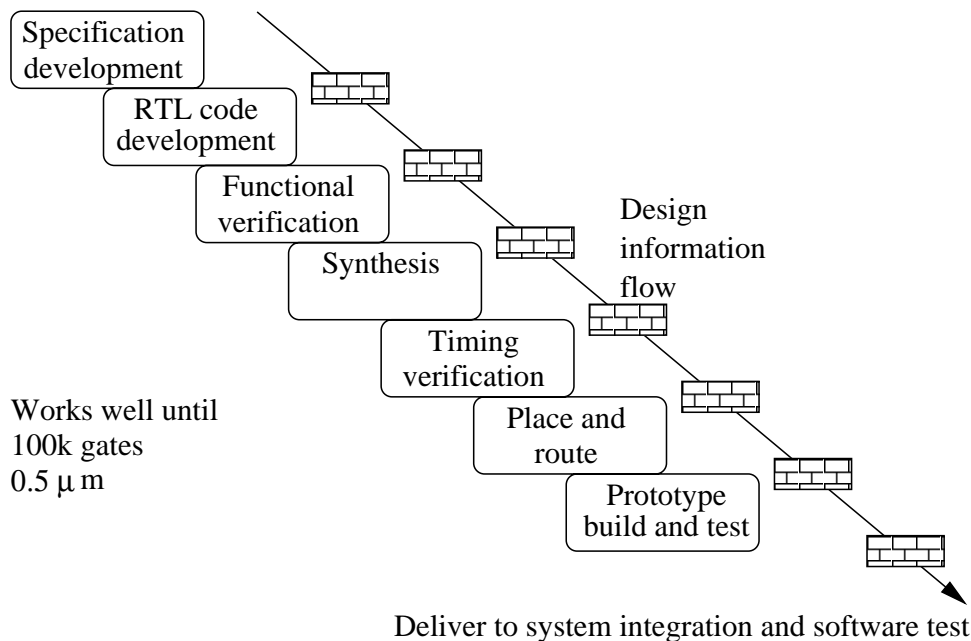 Specification
development
RTL code
development
Functional
verification
Design
information
flow
Synthesis
Timing
verification
Works well until
100k gates
0.5 μ m
Place and
route
Prototype
build and test
Deliver to system integration and software test